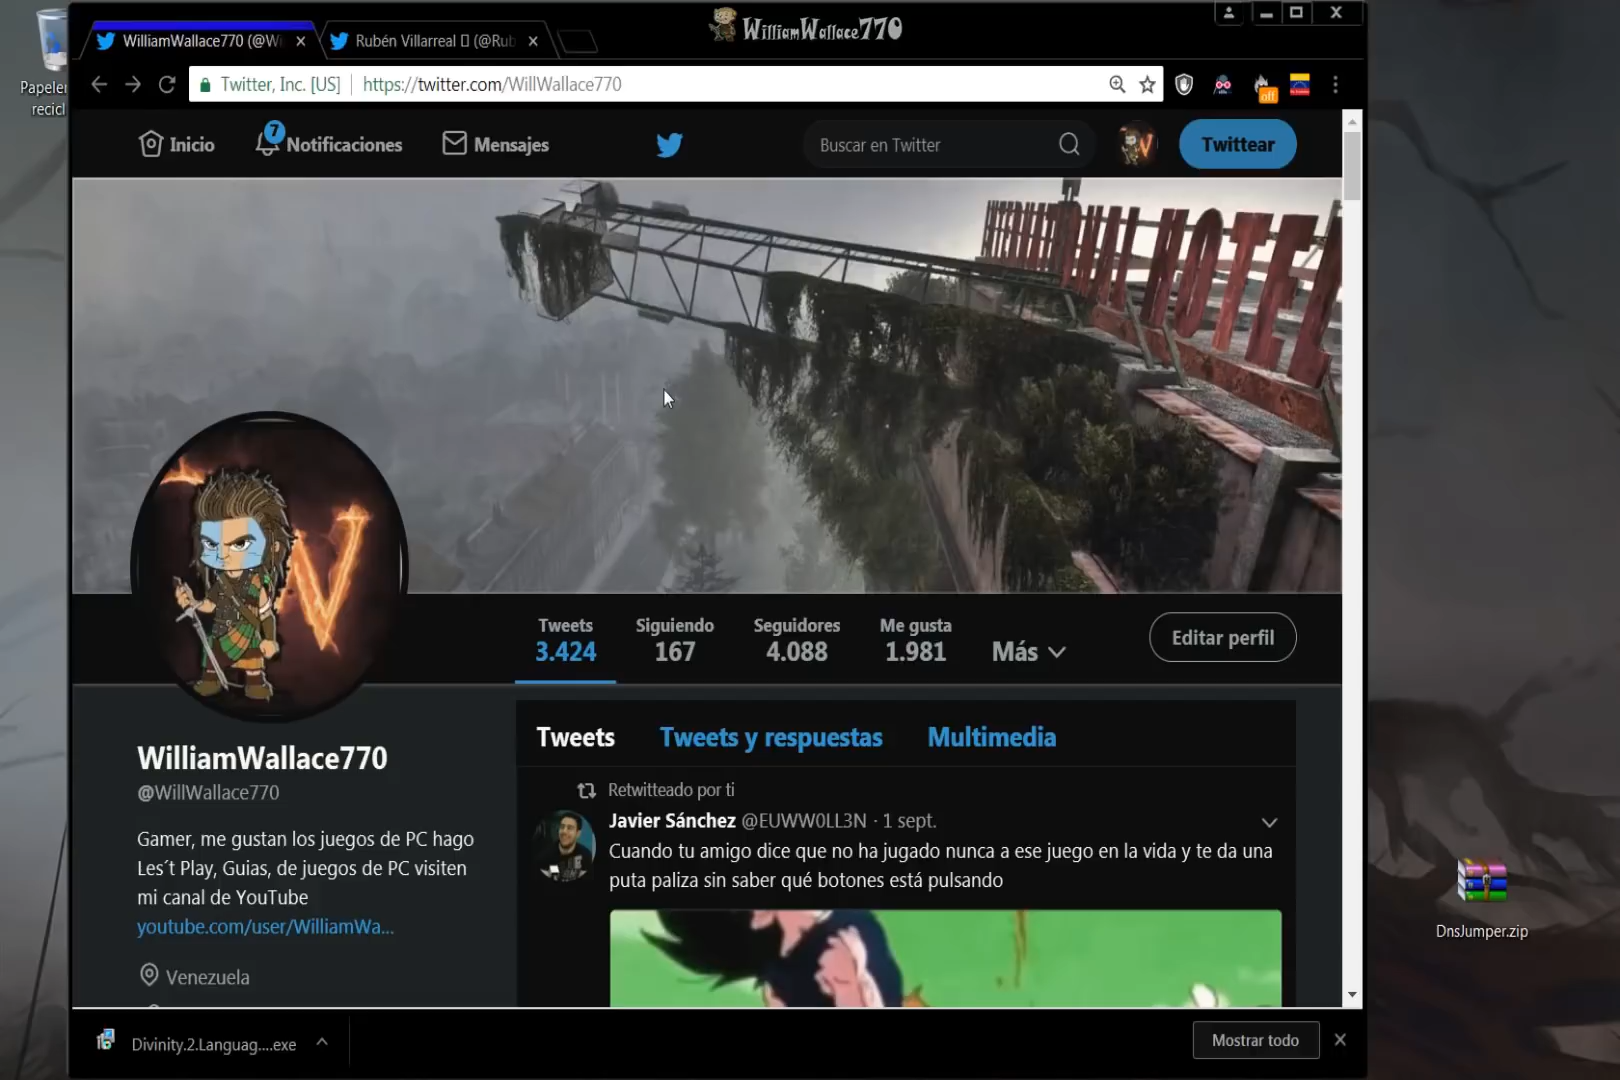 Papeler
recicl
WilliamWallace770 (@Wi
Rubén Villarreal
(@Rub
WilliamWallace770
Twitter, Inc. [US]
https://twitter.com/WillWallace770
off
Inicio
7
Notificaciones
Mensajes
Buscar en Twitter
Twittear
HOTEL
V
Tweets
3.424
Siguiendo
167
Seguidores
4.088
Me gusta
1.981
Más
Editar perfil
WilliamWallace770
@WillWallace770
Gamer, me gustan los juegos de PC hago
Les´t Play, Guias, de juegos de PC visiten
mi canal de YouTube
youtube.com/user/WilliamWa...
Venezuela
Tweets
Tweets y respuestas
Multimedia
Retwitteado por ti
Javier Sánchez @EUWW0LL3N · 1 sept.
Cuando tu amigo dice que no ha jugado nunca a ese juego en la vida y te da una
puta paliza sin saber qué botones está pulsando
DnsJumper.zip
Divinity.2.Languag....exe
Mostrar todo